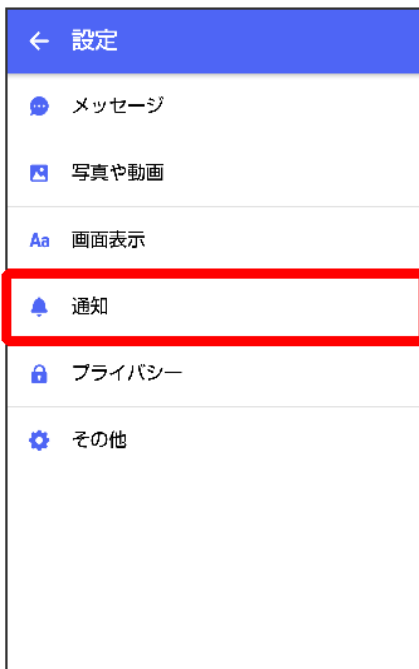 設定
メッセージ
写真や動画
Aa 画面表示
通知
プライバシー
その他